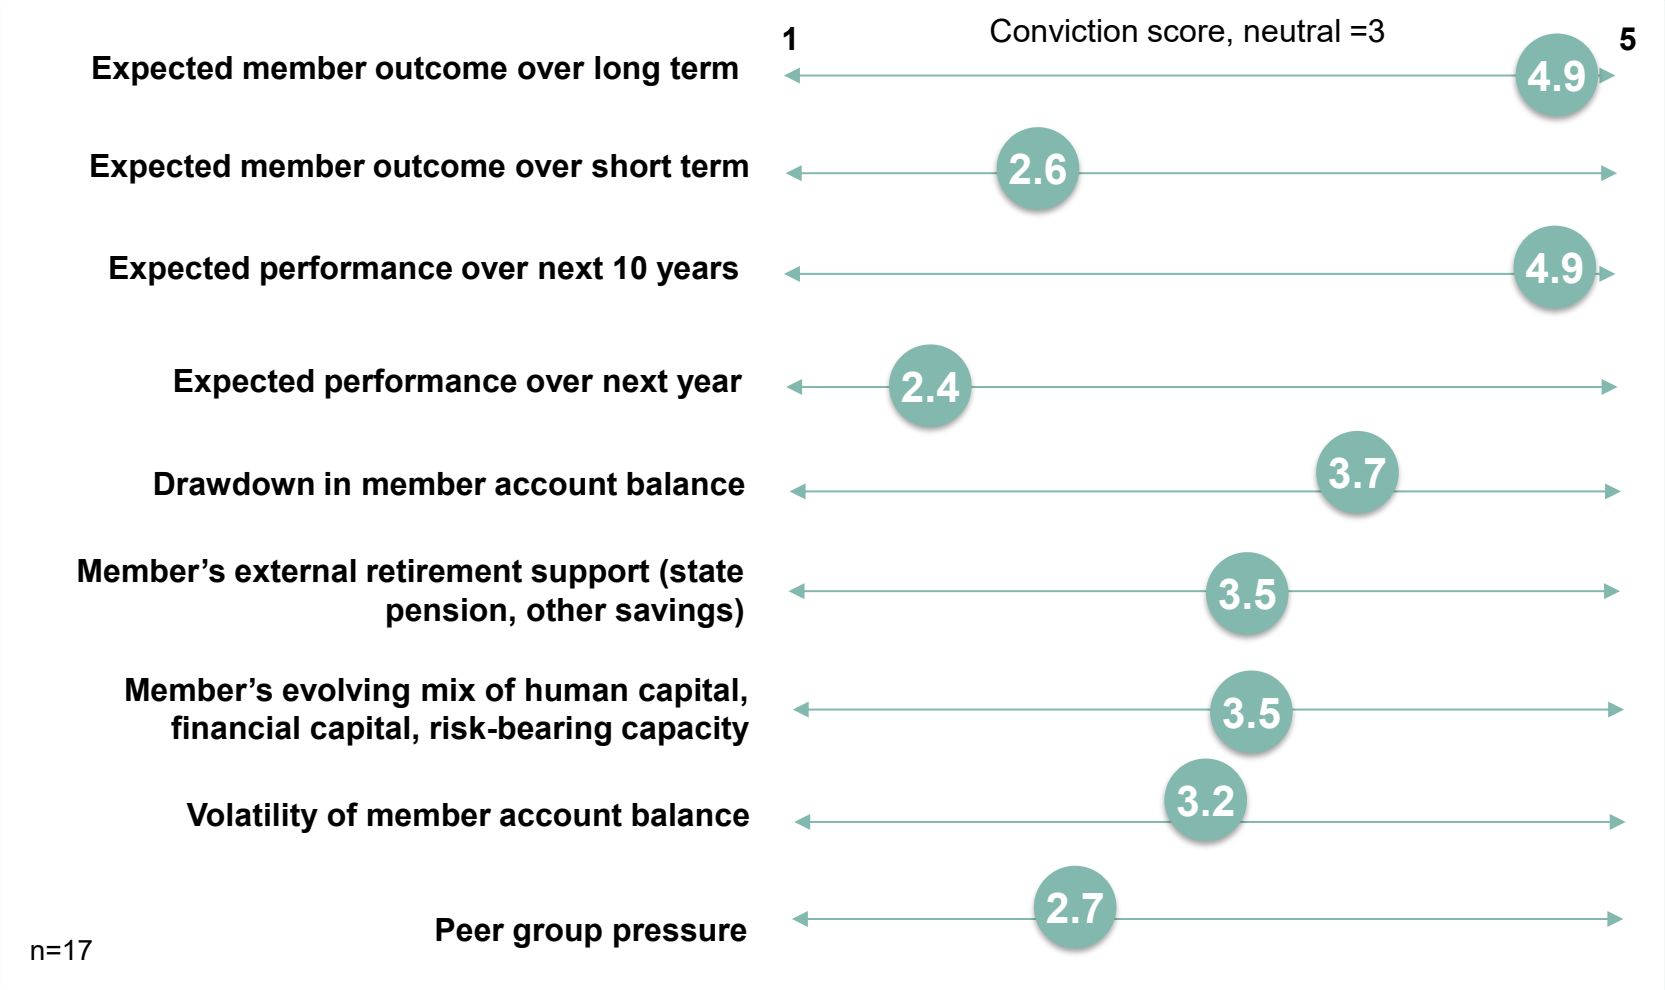 1
Conviction score, neutral =3
5
Expected member outcome over long term
4.9
Expected member outcome over short term
2.6
Expected performance over next 10 years
4.9
Expected performance over next year
2.4
Drawdown in member account balance
3.7
Member’s external retirement support (state
pension, other savings)
3.5
Member’s evolving mix of human capital,
financial capital, risk-bearing capacity
3.5
Volatility of member account balance
3.2
Peer group pressure
2.7
n=17